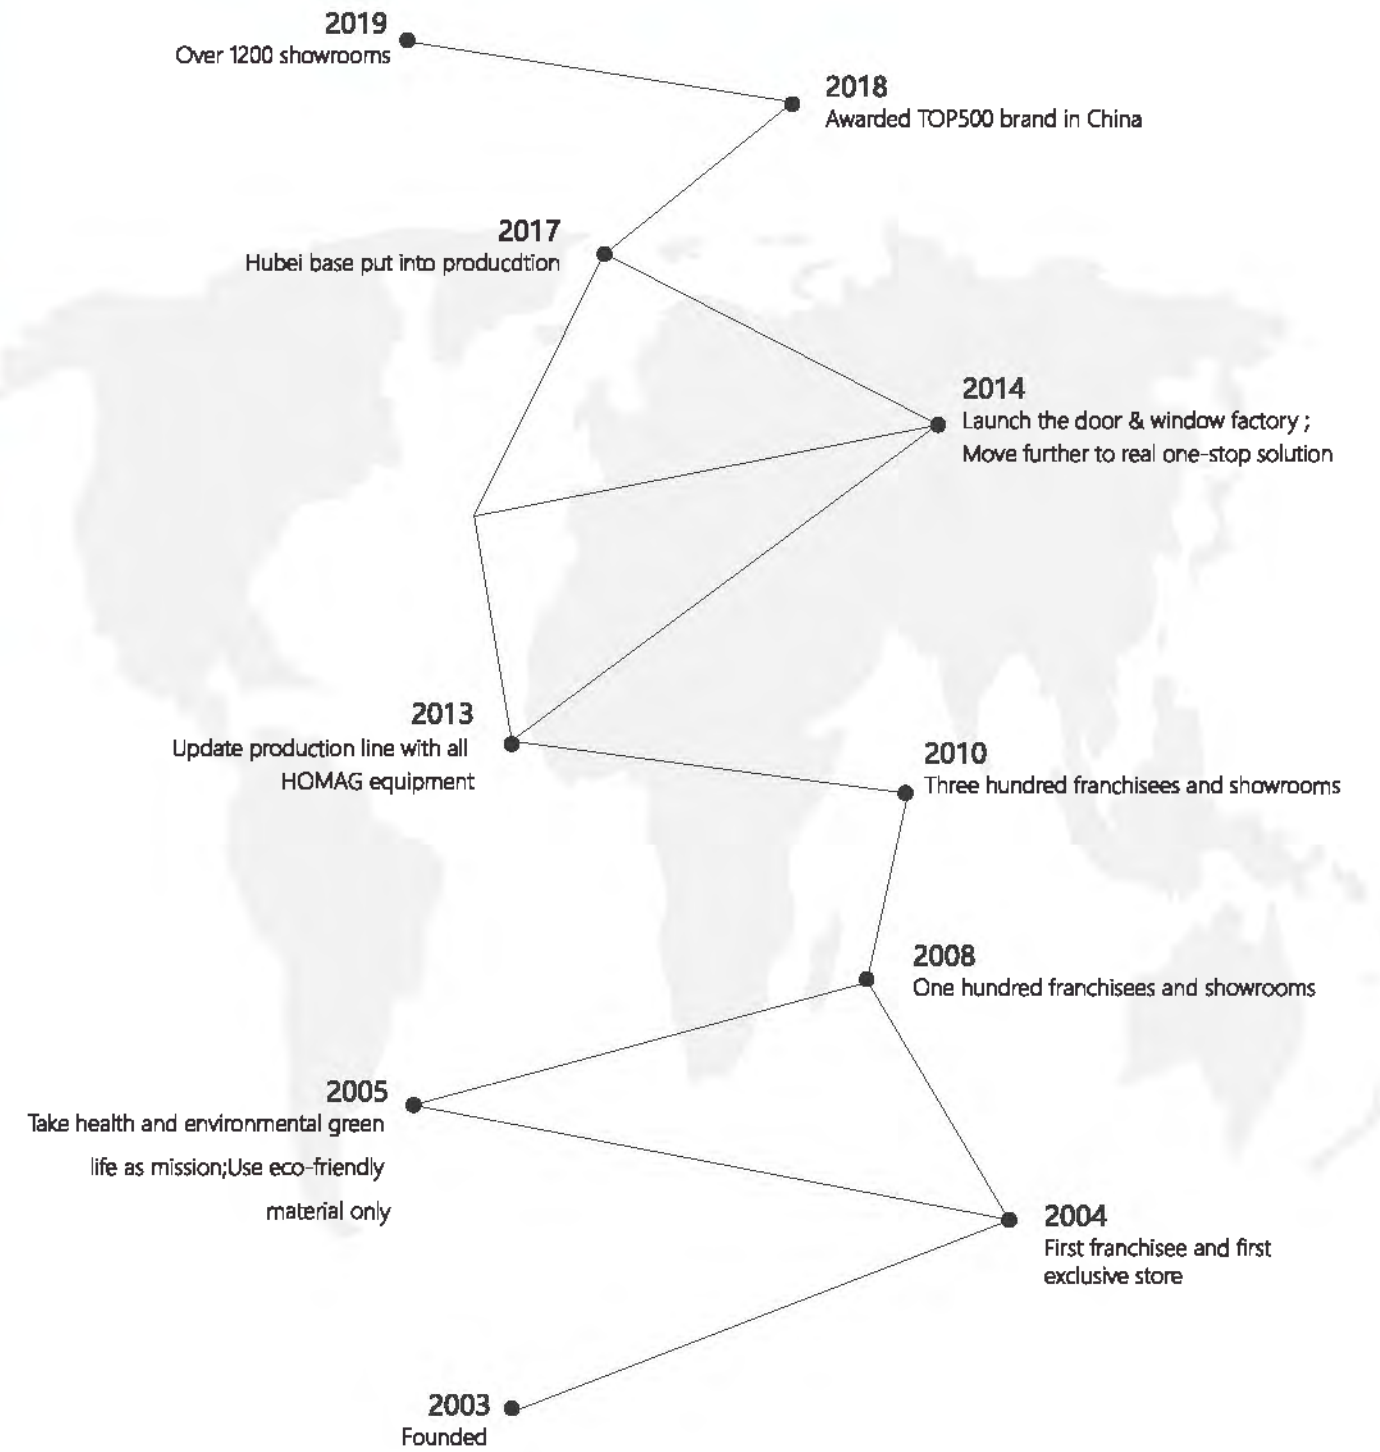 2019
Over 1200 showrooms
2018
Awarded TOP500 brand in China
2017
Hubei base put into producdtion
2014
Launch the door & window factory ;
Move further to real one-stop solution
2013
Update production line with all
HOMAG equipment
2010
Three hundred franchisees and showrooms
2008
One hundred franchisees and showrooms
2005
Take health and environmental green
life as mission;Use eco-friendly
material only
2004
First franchisee and first
exclusive store
2003
Founded